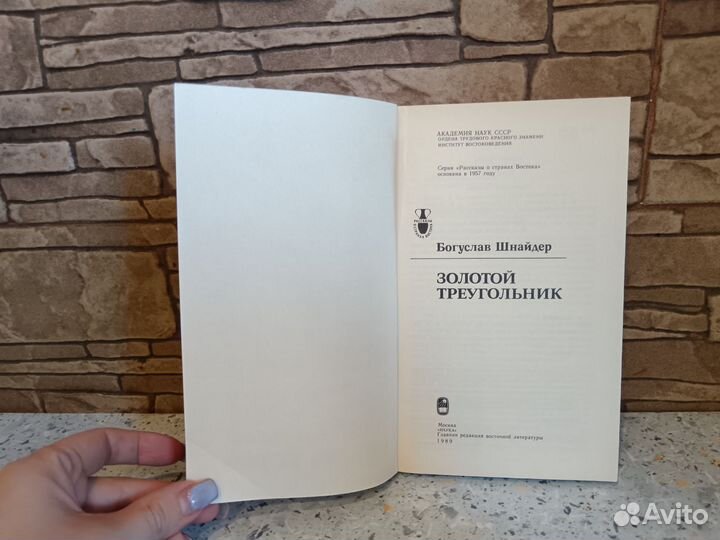 АКАДЕМИЯ НАУК СССР
ОРДЕНА ТРУДОВОГО КРАСНОГО ЗНАМЕНИ
ИНСТИТУТ ВОСТОКОВЕДЕНИЯ
Серия «Рассказы о странах Востока»
основана в 1957 году
Богуслав Шнайдер
ЗОЛОТОЙ
ТРЕУГОЛЬНИК
Москва
«НАУКА»
Главная редакция восточной литературы
1989
Avito